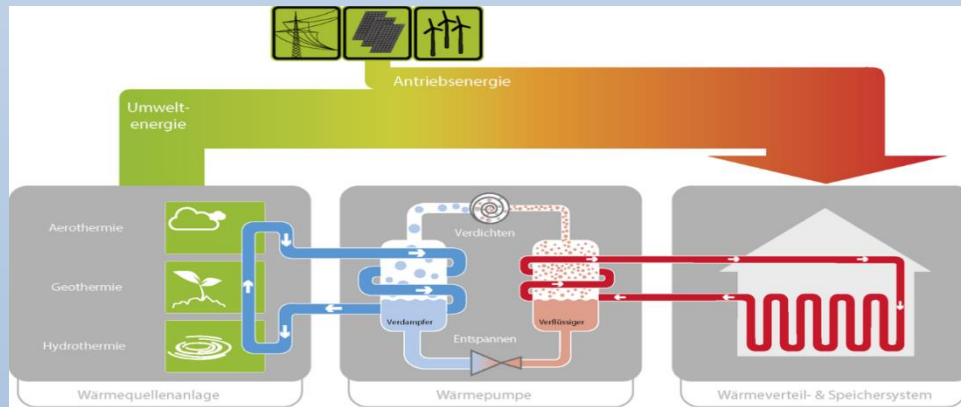 Antriebsenergie
Umwelt-
energie
Aerothermie
Geothermie
Hydrothermie
Verdichten
Verdampfer
Verflüssiger
Entspannen
Wärmequellenanlage
Wärmepumpe
Wärmeverteil- & Speichersystem